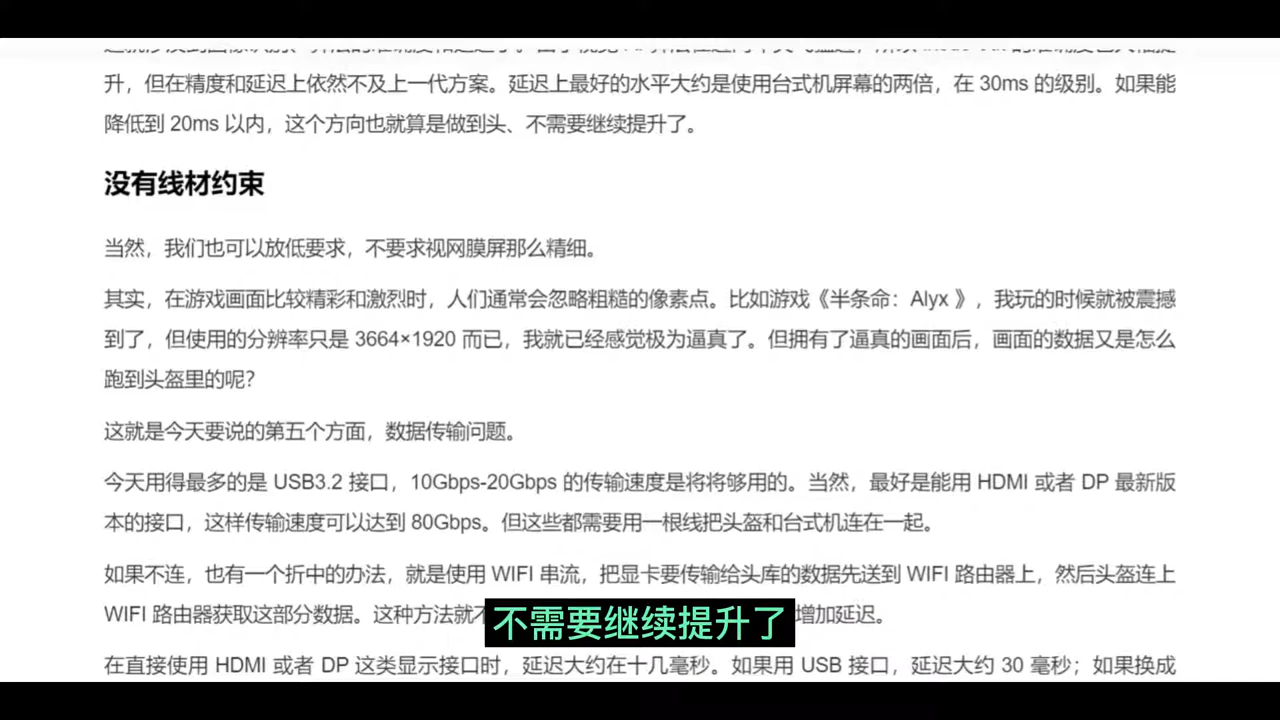 升，但在精度和延迟上依然不及上一代方案。延迟上最好的水平大约是使用台式机屏幕的两倍，在 30ms 的级别。如果能
降低到 20ms 以内，这个方向也就算是做到头、不需要继续提升了。
没有线材约束
当然，我们也可以放低要求，不要求视网膜屏那么精细。
其实，在游戏画面比较精彩和激烈时，人们通常会忽略粗糙的像素点。比如游戏《半条命：Alyx 》，我玩的时候就被震撼
到了，但使用的分辨率只是 3664×1920 而已，我就已经感觉极为逼真了。但拥有了逼真的画面后，画面的数据又是怎么
跑到头盔里的呢？
这就是今天要说的第五个方面，数据传输问题。
今天用得最多的是 USB3.2 接口，10Gbps-20Gbps 的传输速度是将将够用的。当然，最好是能用 HDMI 或者 DP 最新版
本的接口，这样传输速度可以达到 80Gbps。但这些都需要用一根线把头盔和台式机连在一起。
如果不连，也有一个折中的办法，就是使用 WIFI 串流，把显卡要传输给头库的数据先送到 WIFI 路由器上，然后头盔连上
WIFI 路由器获取这部分数据。这种方法就不 增加延迟。
不需要继续提升了
在直接使用 HDMI 或者 DP 这类显示接口时，延迟大约在十几毫秒。如果用 USB 接口，延迟大约 30 毫秒；如果换成